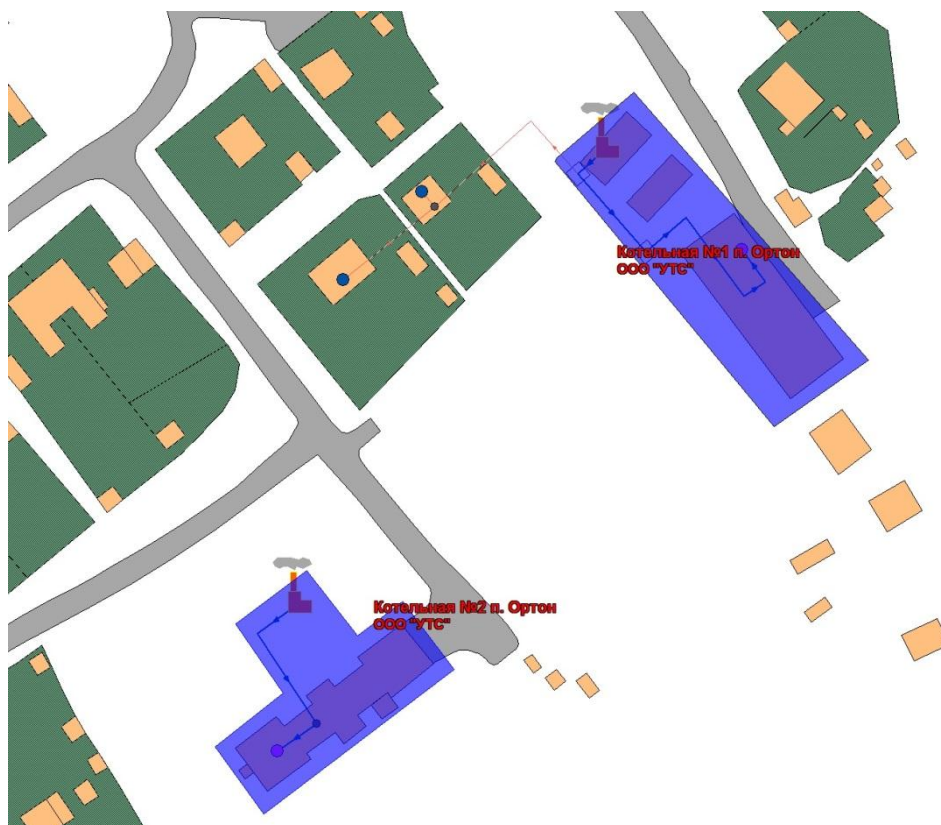 Котельная №1 п. Ортон
ООО "УТС"
Котельная №2 п. Ортон
ООО "УТС"